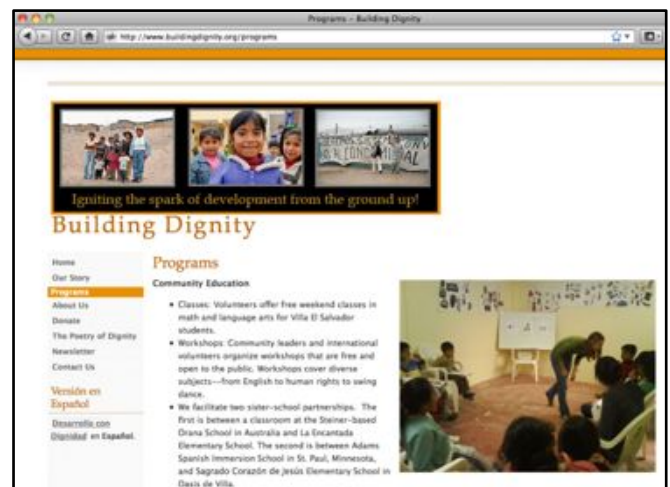 Programs – Building Dignity
http://www.buildingdignity.org/programs
Igniting the spark of development from the ground up!
Building Dignity
Home
Our Story
Programs
About Us
Donate
The Poetry of Dignity
Newsletter
Contact Us
Versión en
Español
Desarrolla con
Dignidad en Español.
Programs
Community Education
• Classes: Volunteers offer free weekend classes in
math and language arts for Villa El Salvador
students.
• Workshops: Community leaders and international
volunteers organize workshops that are free and
open to the public. Workshops cover diverse
subjects--from English to human rights to swing
dance.
• We facilitate two sister-school partnerships. The
first is between a classroom at the Steiner-based
Orana School in Australia and La Encantada
Elementary School. The second is between Adams
Spanish Immersion School in St. Paul, Minnesota,
and Sagrado Corazón de Jesús Elementary School in
Oasis de Villa.